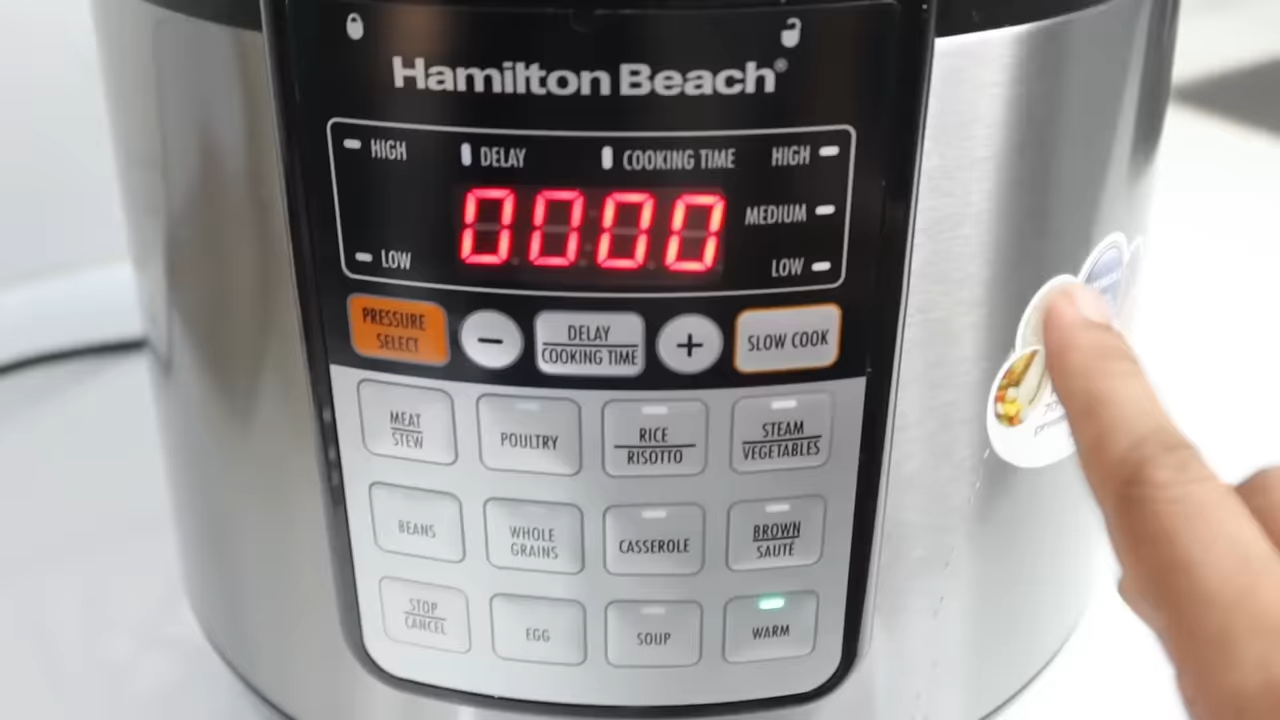 Hamilton Beach®
HIGH
DELAY
COOKING TIME
HIGH
0000
MEDIUM
LOW
LOW
PRESSURE
SELECT
−
DELAY
COOKING TIME
+
SLOW COOK
MEAT
STEW
POULTRY
RICE
RISOTTO
STEAM
VEGETABLES
BEANS
WHOLE
GRAINS
CASSEROLE
BROWN
SAUTÉ
STOP
CANCEL
EGG
SOUP
WARM